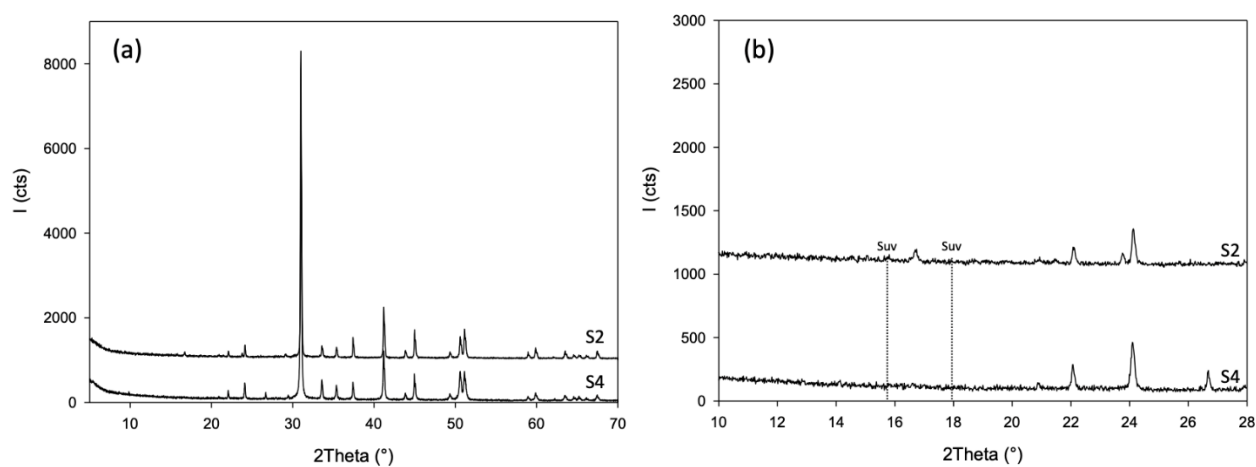 (a)
8000
6000
4000
2000
0
I (cts)
S2
S4
10 20 30 40 50 60 70
2Theta (°)
(b)
3000
2500
2000
1500
1000
500
0
I (cts)
Suv Suv
S2
S4
10 12 14 16 18 20 22 24 26 28
2Theta (°)